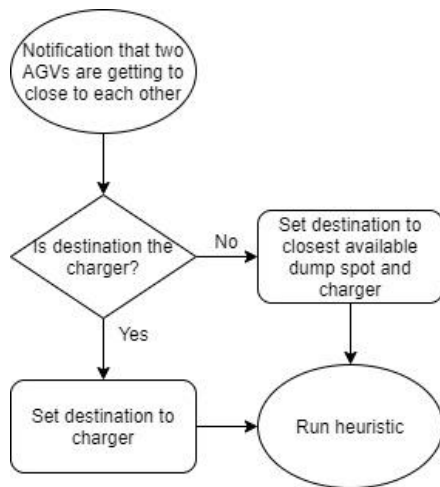 Notification that two
AGVs are getting to
close to each other
Is destination the
charger?
No
Set destination to
closest available
dump spot and
charger
Yes
Set destination to
charger
Run heuristic